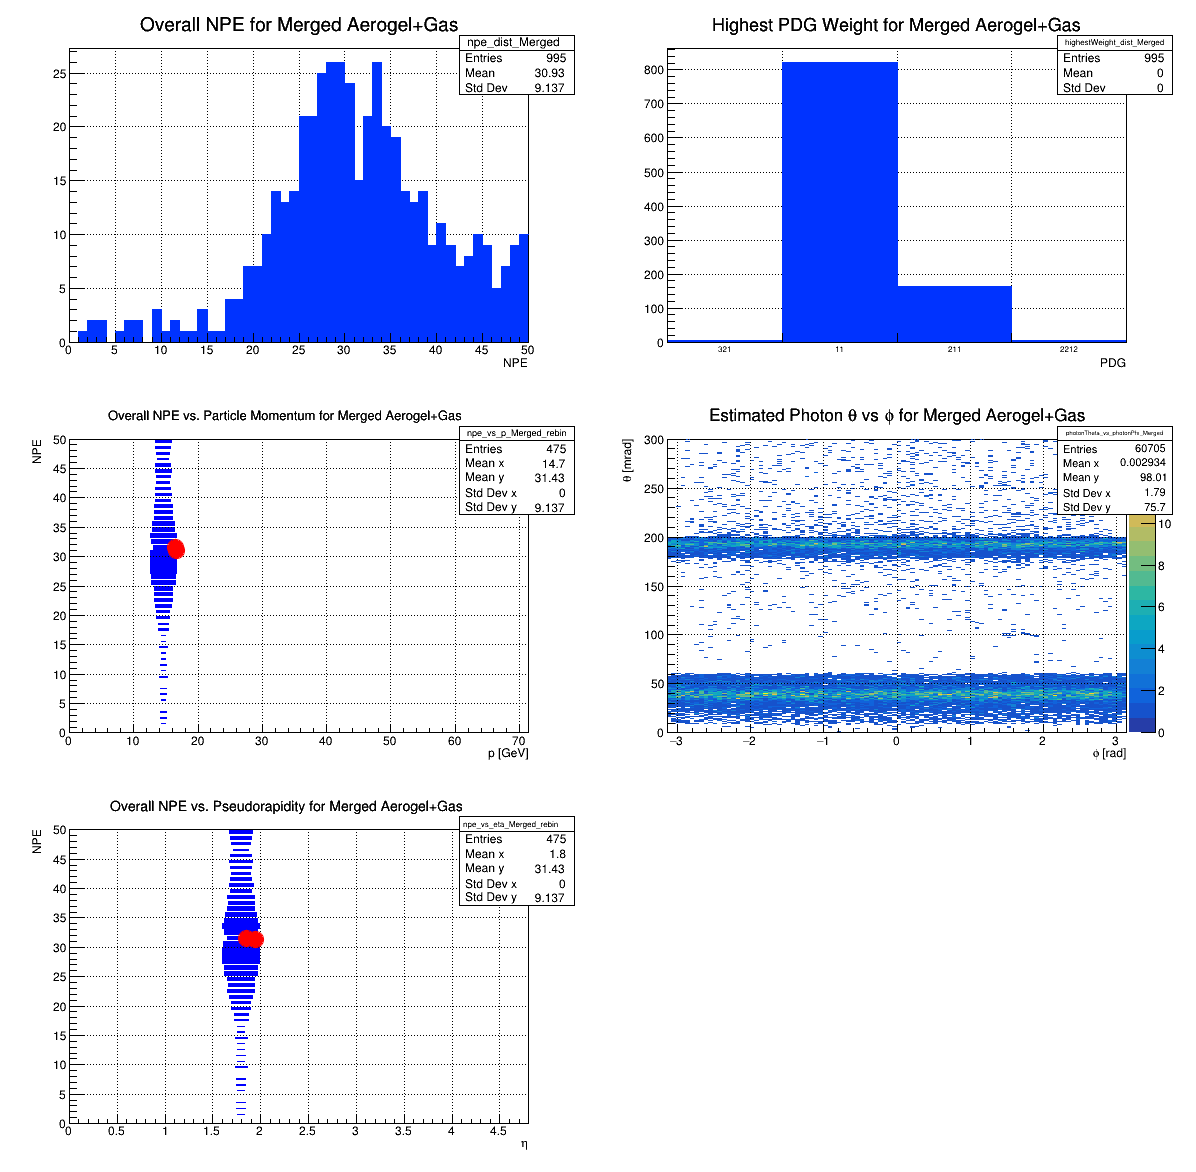 Overall NPE for Merged Aerogel+Gas
npe_dist_Merged
Entries 995
Mean 30.93
Std Dev 9.137
25
20
15
10
5
0
0 5 10 15 20 25 30 35 40 45 50
NPE
Highest PDG Weight for Merged Aerogel+Gas
highestWeight_dist_Merged
Entries 995
Mean 0
Std Dev 0
800
700
600
500
400
300
200
100
0
321 11 211 2212
PDG
Overall NPE vs. Particle Momentum for Merged Aerogel+Gas
npe_vs_p_Merged_rebin
Entries 475
Mean x 14.7
Mean y 31.43
Std Dev x 0
Std Dev y 9.137
NPE
50
45
40
35
30
25
20
15
10
5
0
0 10 20 30 40 50 60 70
p [GeV]
Estimated Photon θ vs ϕ for Merged Aerogel+Gas
photonTheta_vs_photonPhi_Merged
Entries 60705
Mean x 0.002934
Mean y 98.01
Std Dev x 1.79
Std Dev y 75.7
θ [mrad]
300
250
200
150
100
50
0
−3 −2 −1 0 1 2 3
ϕ [rad]
10
8
6
4
2
0
Overall NPE vs. Pseudorapidity for Merged Aerogel+Gas
npe_vs_eta_Merged_rebin
Entries 475
Mean x 1.8
Mean y 31.43
Std Dev x 0
Std Dev y 9.137
NPE
50
45
40
35
30
25
20
15
10
5
0
0 0.5 1 1.5 2 2.5 3 3.5 4 4.5
η